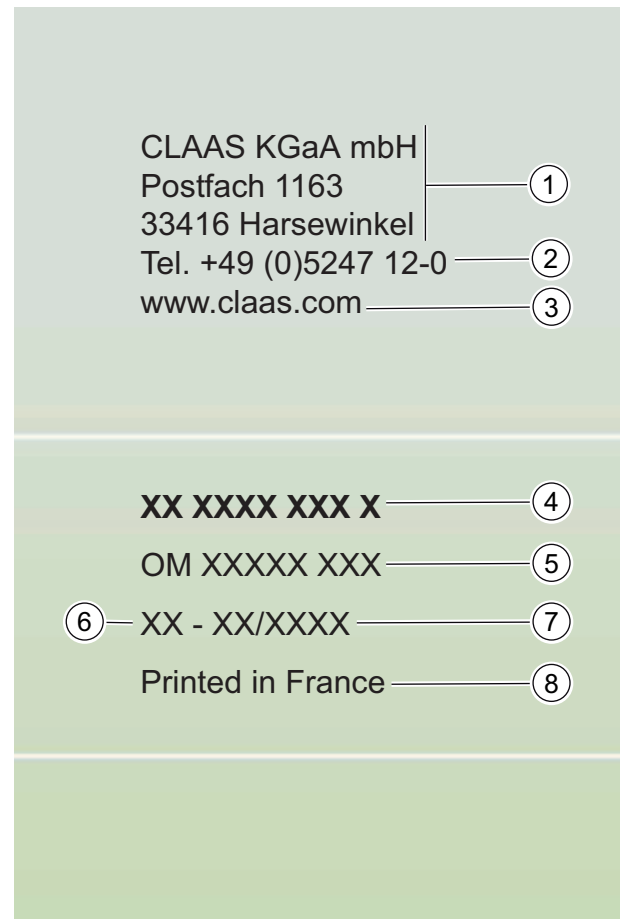 CLAAS KGaA mbH
Postfach 1163
33416 Harsewinkel
1
Tel. +49 (0)5247 12-0
2
www.claas.com
3
XX XXXX XXX X
4
OM XXXXX XXX
5
6 XX - XX/XXXX 7
Printed in France
8